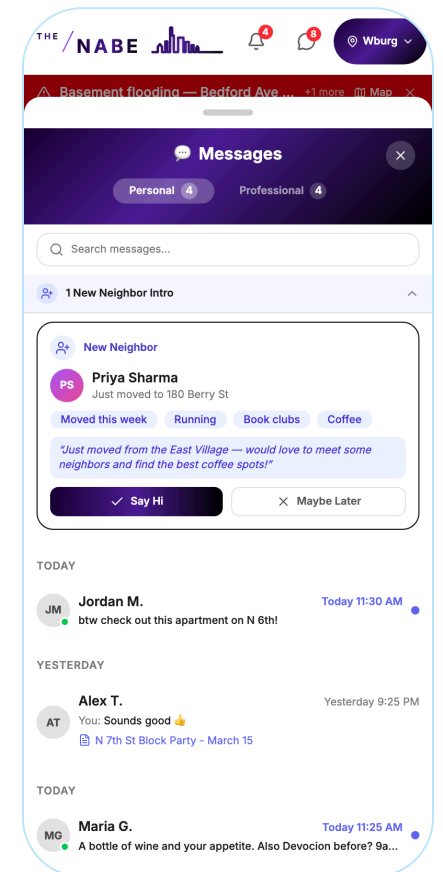 THE / NABE
4
8
Wburg
Basement flooding — Bedford Ave ... +1 more Map
💬 Messages
Personal 4
Professional 4
Search messages...
1 New Neighbor Intro
New Neighbor
PS
Priya Sharma
Just moved to 180 Berry St
Moved this week
Running
Book clubs
Coffee
“Just moved from the East Village — would love to meet some
neighbors and find the best coffee spots!”
Say Hi
Maybe Later
TODAY
JM
Jordan M.
Today 11:30 AM
btw check out this apartment on N 6th!
YESTERDAY
AT
Alex T.
Yesterday 9:25 PM
You: Sounds good 👍
N 7th St Block Party - March 15
TODAY
MG
Maria G.
Today 11:25 AM
A bottle of wine and your appetite. Also Devocion before? 9a...